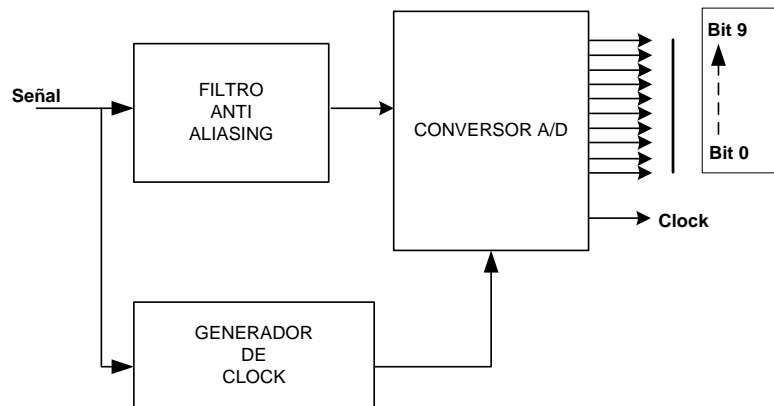 Señal
FILTRO
ANTI
ALIASING
CONVERSOR A/D
Bit 9
Bit 0
Clock
GENERADOR
DE
CLOCK